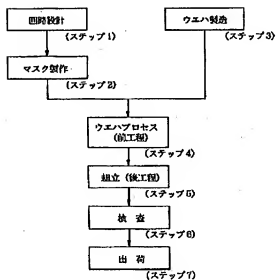 回路設計
(ステップ1)
ウエハ製造
(ステップ3)
マスク製作
(ステップ2)
ウエハプロセス
(前工程)
(ステップ4)
組立(後工程)
(ステップ5)
検査
(ステップ6)
出荷
(ステップ7)